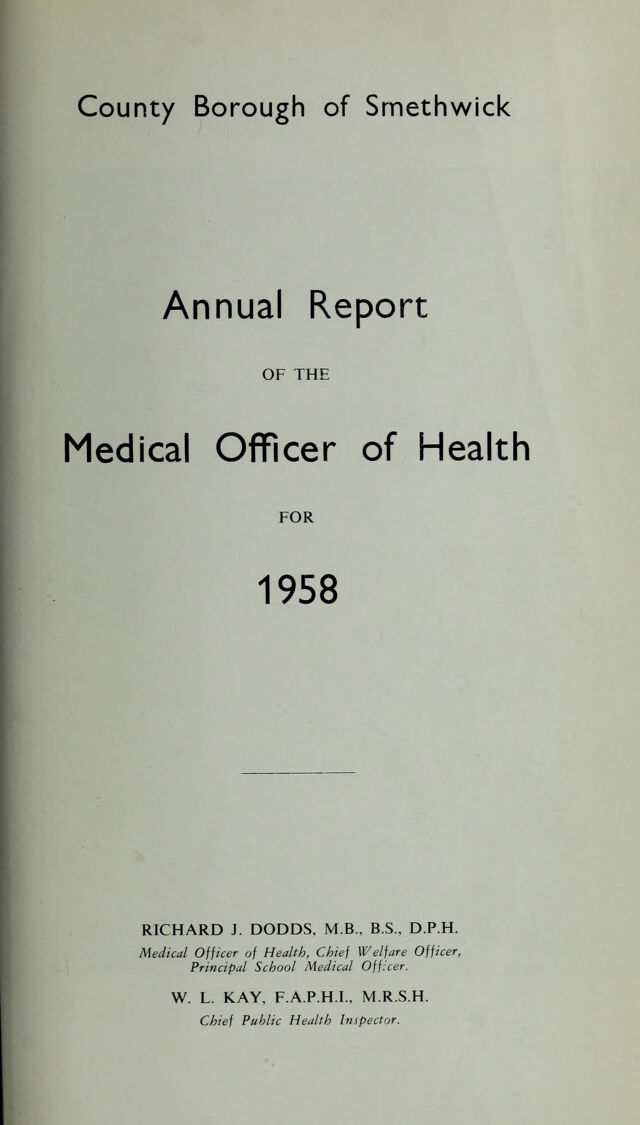 County Borough of Smethwick
Annual Report
OF THE
Medical Officer of Health
FOR
1958
RICHARD J. DODDS, M.B., B.S., D.P.H.
Medical Officer of Health, Chief Welfare Officer,
Principal School Medical Officer.
W. L. KAY, F.A.P.H.I., M.R.S.H.
Chief Public Health Inspector.